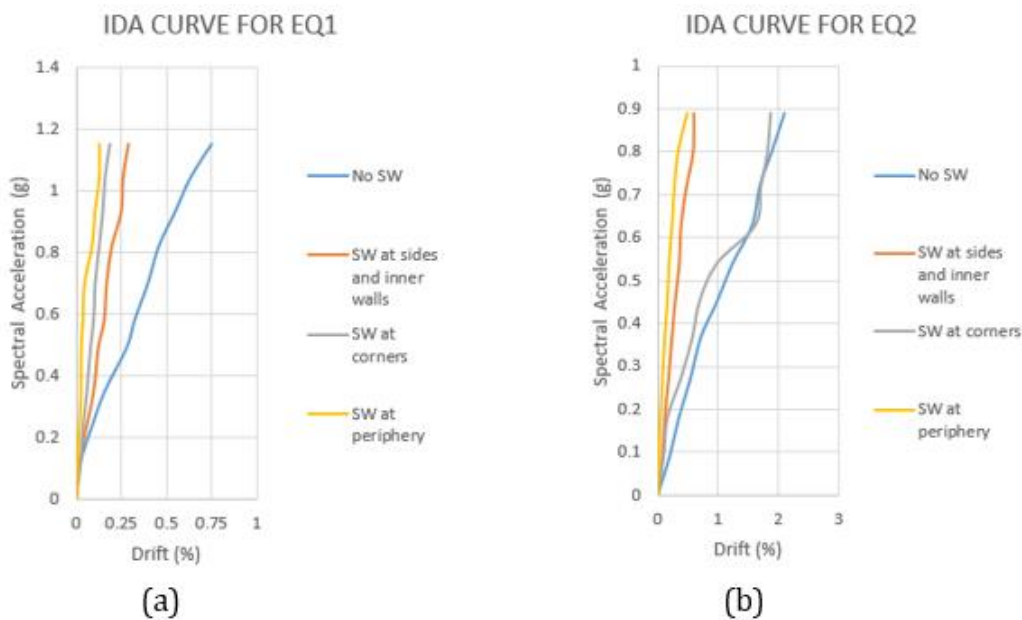 IDA CURVE FOR EQ1
1.4
1.2
1
0.8
0.6
0.4
0.2
0
0 0.25 0.5 0.75 1
Spectral Acceleration (g)
Drift (%)
No SW
SW at sides
and inner
walls
SW at
corners
SW at
periphery
(a)
IDA CURVE FOR EQ2
1
0.9
0.8
0.7
0.6
0.5
0.4
0.3
0.2
0.1
0
0 1 2 3
Spectral Acceleration (g)
Drift (%)
No SW
SW at sides
and inner
walls
SW at corners
SW at
periphery
(b)